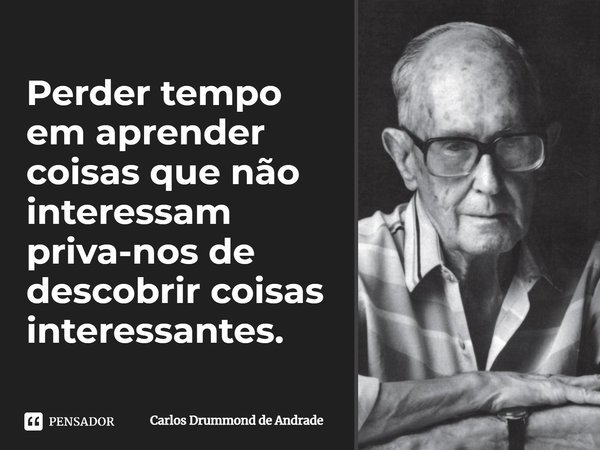 Perder tempo
em aprender
coisas que não
interessam
priva-nos de
descobrir coisas
interessantes.
PENSADOR
Carlos Drummond de Andrade